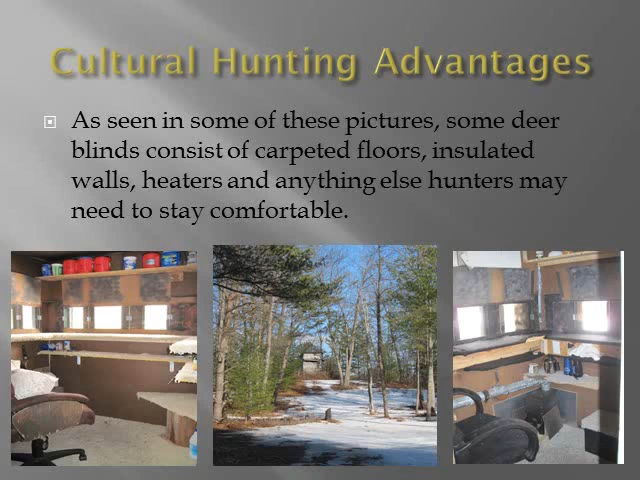 Cultural Hunting Advantages
As seen in some of these pictures, some deer
blinds consist of carpeted floors, insulated
walls, heaters and anything else hunters may
need to stay comfortable.